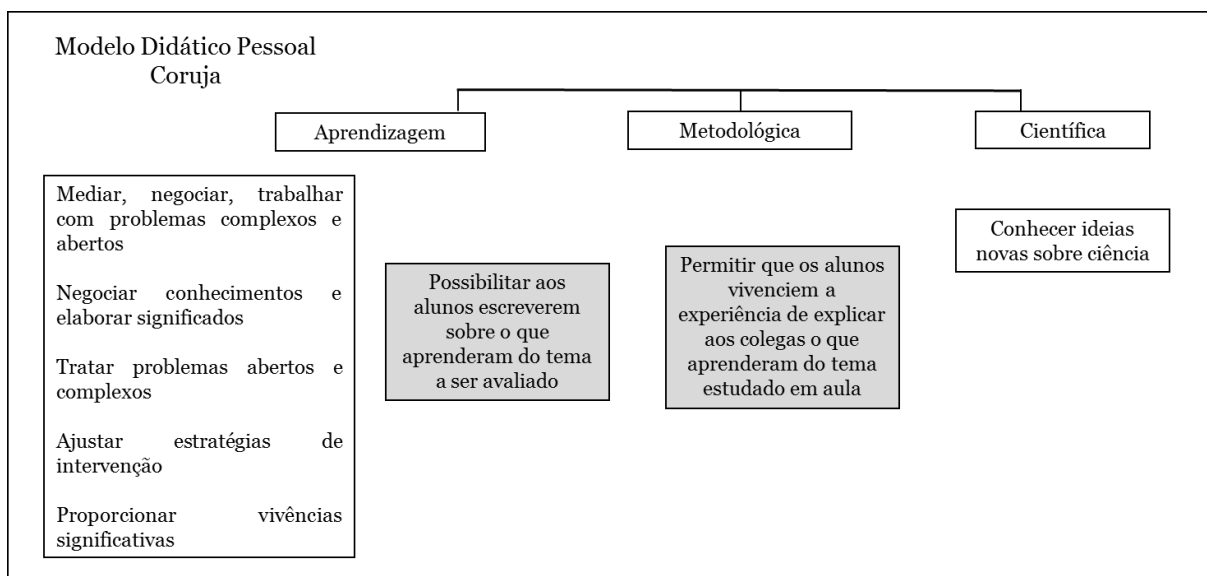 Modelo Didático Pessoal
Coruja
Aprendizagem
Metodológica
Científica
Mediar, negociar, trabalhar
com problemas complexos e
abertos
Negociar conhecimentos e
elaborar significados
Tratar problemas abertos e
complexos
Ajustar estratégias de
intervenção
Proporcionar vivências
significativas
Possibilitar aos
alunos escreverem
sobre o que
aprenderam do tema
a ser avaliado
Permitir que os alunos
vivenciem a
experiência de explicar
aos colegas o que
aprenderam do tema
estudado em aula
Conhecer ideias
novas sobre ciência